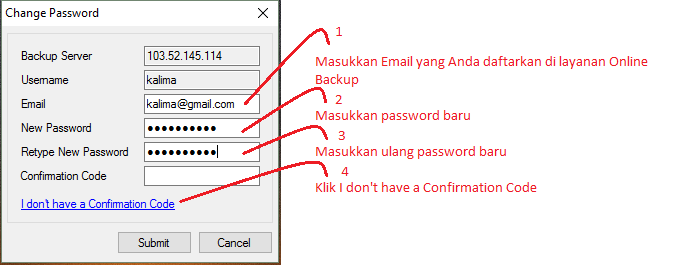 Change Password
Backup Server 103.52.145.114
Username kalima
Email kalima@gmail.com
New Password ●●●●●●●●●●
Retype New Password ●●●●●●●●●●
Confirmation Code
I don't have a Confirmation Code
Submit Cancel
1
Masukkan Email yang Anda daftarkan di layanan Online
Backup
2
Masukkan password baru
3
Masukkan ulang password baru
4
Klik I don't have a Confirmation Code